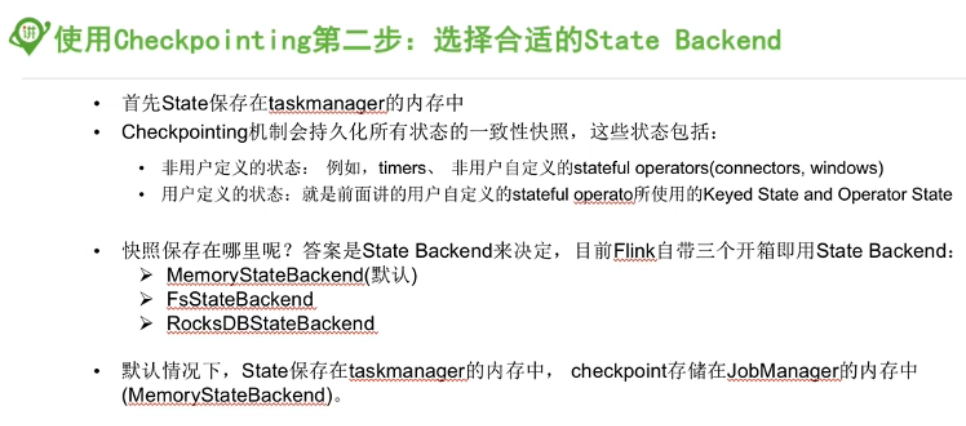 讲
使用Checkpointing第二步：选择合适的State Backend
• 首先State保存在taskmanager的内存中
• Checkpointing机制会持久化所有状态的一致性快照，这些状态包括：
• 非用户定义的状态： 例如，timers、 非用户自定义的stateful operators(connectors, windows)
• 用户定义的状态：就是前面讲的用户自定义的stateful operato所使用的Keyed State and Operator State
• 快照保存在哪里呢？答案是State Backend来决定，目前Flink自带三个开箱即用State Backend：
➢ MemoryStateBackend(默认)
➢ FsStateBackend
➢ RocksDBStateBackend
• 默认情况下，State保存在taskmanager的内存中， checkpoint存储在JobManager的内存中
(MemoryStateBackend)。